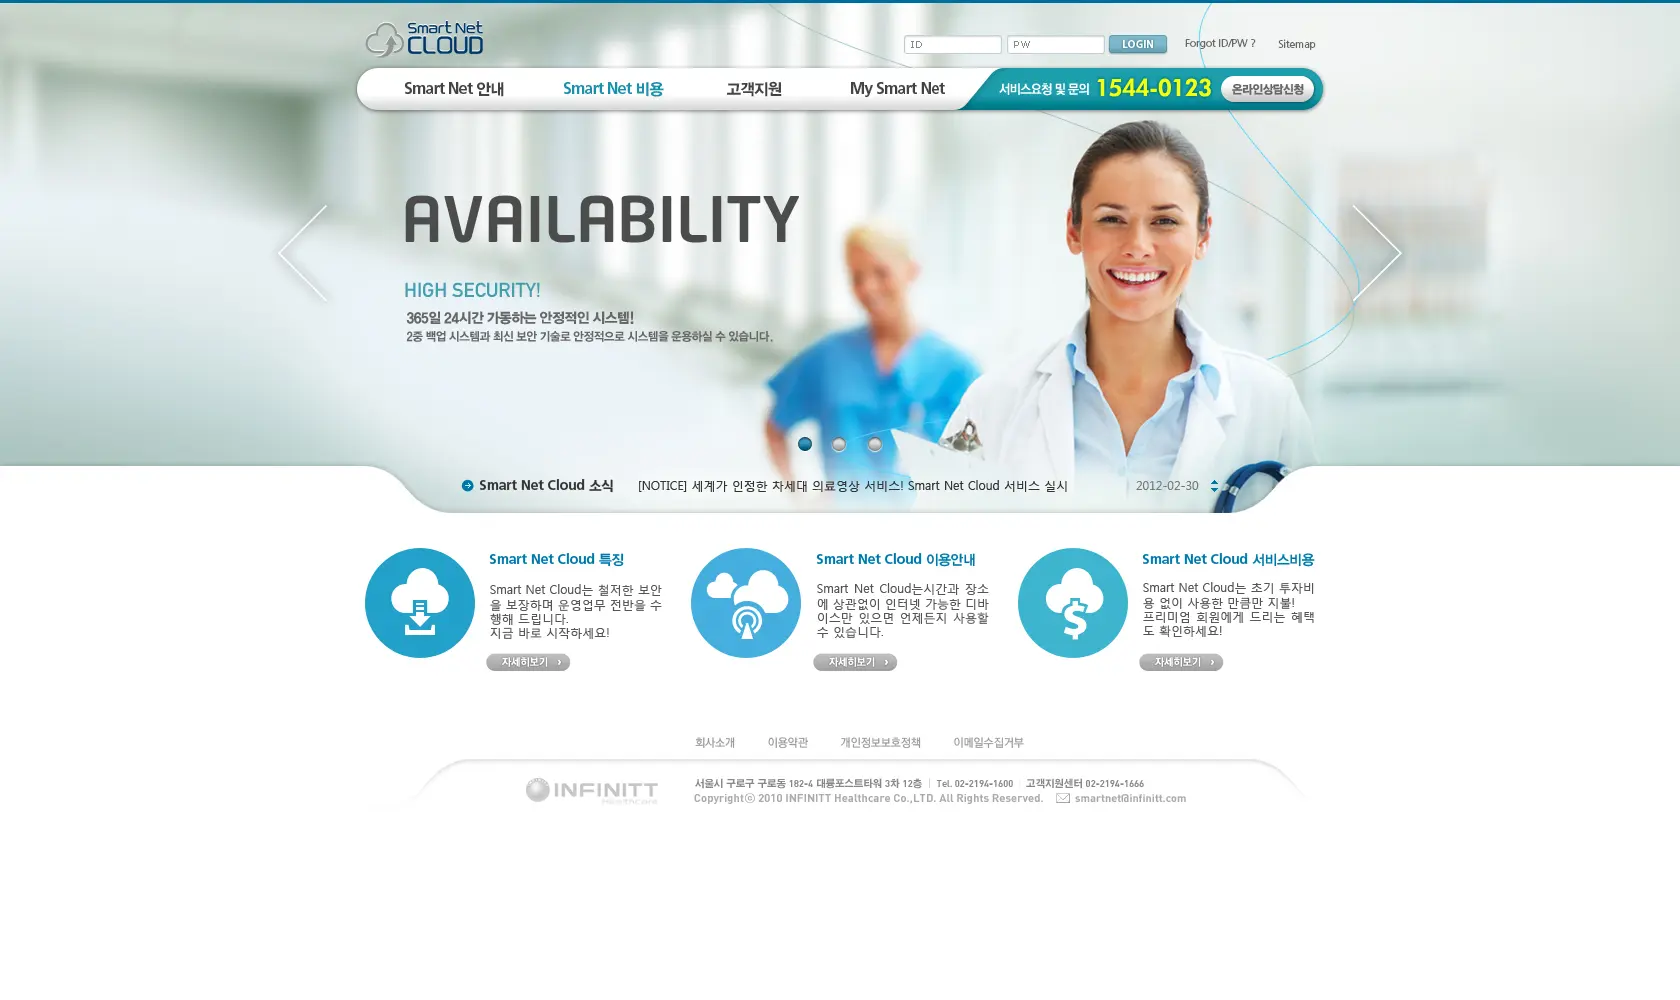 Smart Net
CLOUD
ID
PW
LOGIN
Forgot ID/PW ?
Sitemap
Smart Net 안내
Smart Net 비용
고객지원
My Smart Net
서비스요청 및 문의 1544-0123
온라인상담신청
AVAILABILITY
HIGH SECURITY!
365일 24시간 가동하는 안정적인 시스템!
2중 백업 시스템과 최신 보안 기술로 안정적으로 시스템을 운용하실 수 있습니다.
Smart Net Cloud 소식
[NOTICE] 세계가 인정한 차세대 의료영상 서비스! Smart Net Cloud 서비스 실시
2012-02-30
Smart Net Cloud 특징
Smart Net Cloud는 철저한 보안
을 보장하며 운영업무 전반을 수
행해 드립니다.
지금 바로 시작하세요!
자세히보기
Smart Net Cloud 이용안내
Smart Net Cloud는시간과 장소
에 상관없이 인터넷 가능한 디바
이스만 있으면 언제든지 사용할
수 있습니다.
자세히보기
Smart Net Cloud 서비스비용
Smart Net Cloud는 초기 투자비
용 없이 사용한 만큼만 지불!
프리미엄 회원에게 드리는 혜택
도 확인하세요!
자세히보기
회사소개
이용약관
개인정보보호정책
이메일수집거부
INFINITT
Healthcare
서울시 구로구 구로동 182-4 대륭포스트타워 3차 12층 | Tel. 02-2194-1600 | 고객지원센터 02-2194-1666
Copyrightⓒ 2010 INFINITT Healthcare Co.,LTD. All Rights Reserved. smartnet@infinitt.com